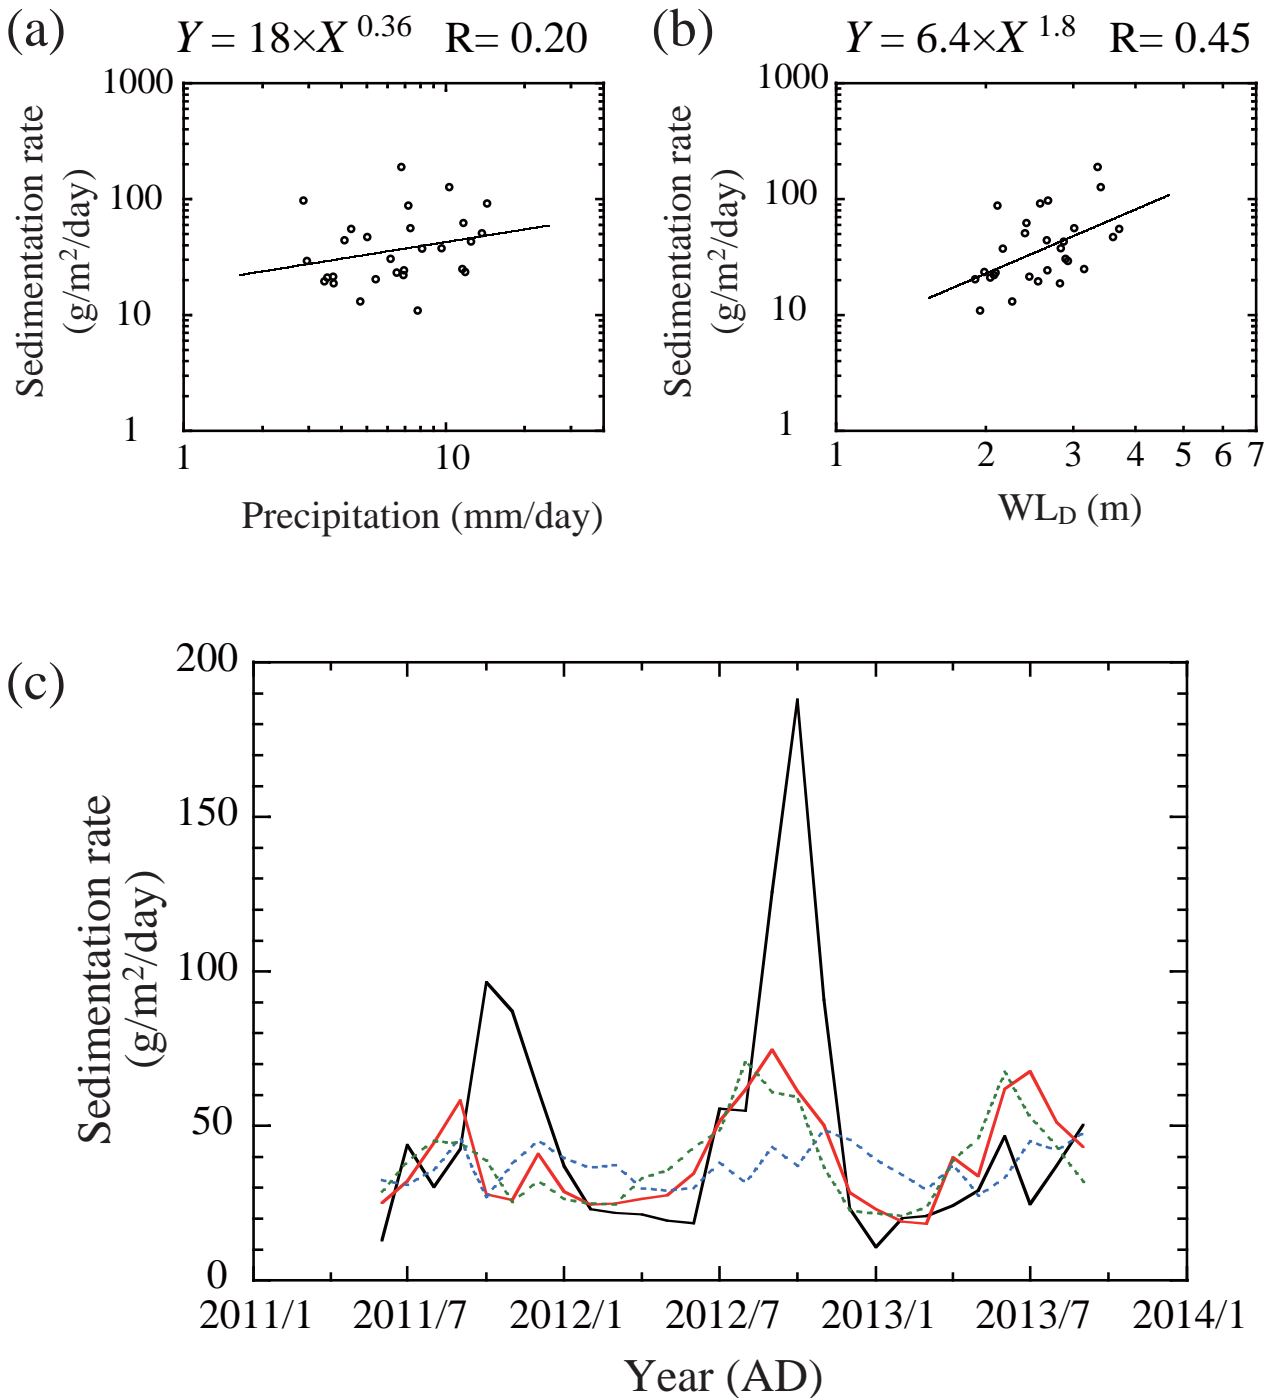 (a)
Y = 18×X^0.36 R= 0.20
Sedimentation rate
(g/m²/day)
1000
100
10
1
1 10
Precipitation (mm/day)
(b)
Y = 6.4×X^1.8 R= 0.45
Sedimentation rate
(g/m²/day)
1000
100
10
1
1 2 3 4 5 6 7
WL_D (m)
(c)
Sedimentation rate
(g/m²/day)
200
150
100
50
0
2011/1 2011/7 2012/1 2012/7 2013/1 2013/7 2014/1
Year (AD)